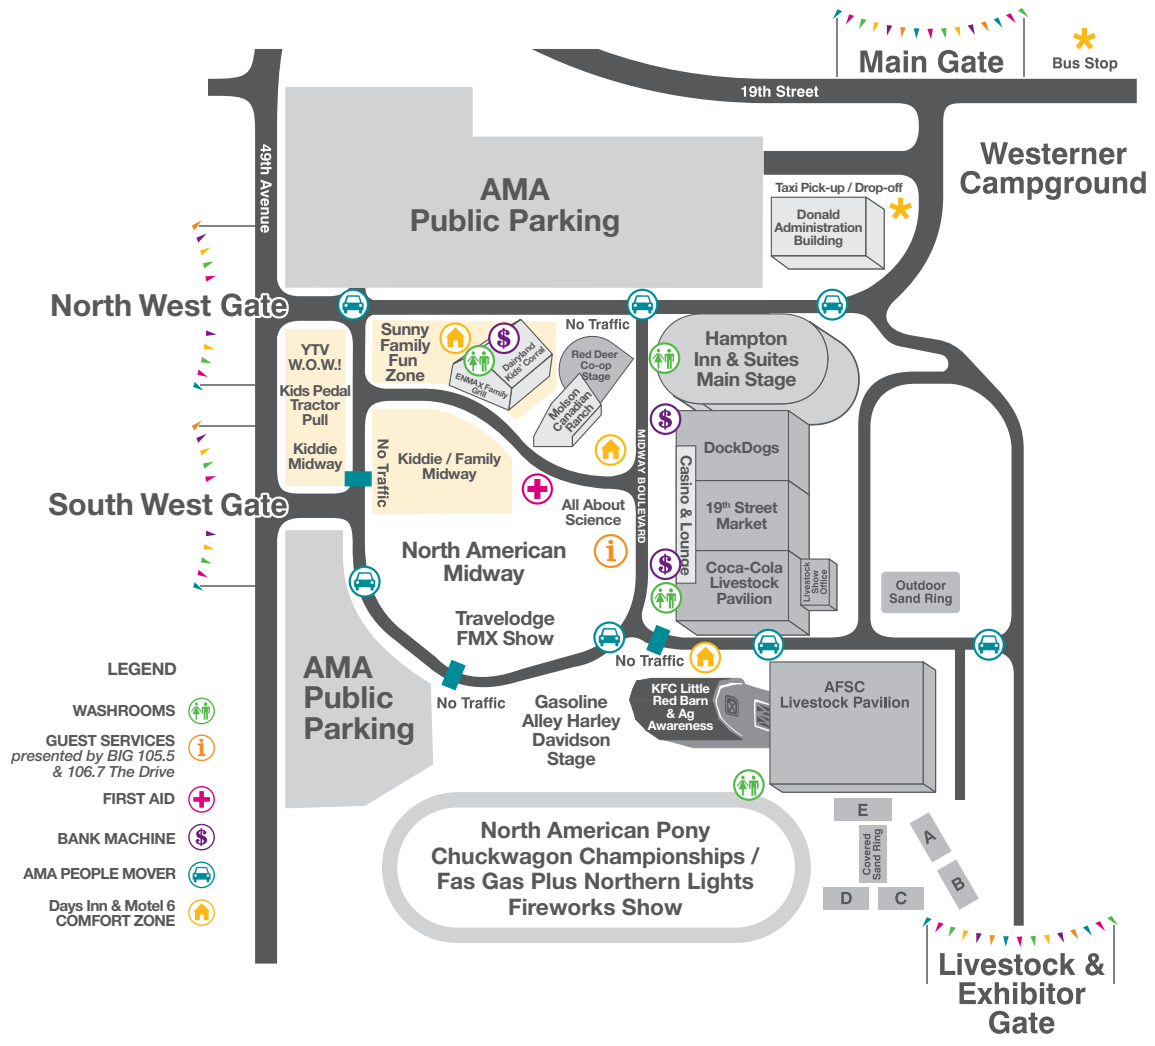 Main Gate
Bus Stop
19th Street
49th Avenue
Westerner
Campground
AMA
Public Parking
Taxi Pick-up / Drop-off
Donald
Administration
Building
North West Gate
YTV
W.O.W.!
Kids Pedal
Tractor
Pull
Kiddie
Midway
Sunny
Family
Fun
Zone
ENMAX Family
Grill
Dairyland
Kids' Corral
No Traffic
Red Deer
Co-op
Stage
Molson
Canadian
Ranch
Hampton
Inn & Suites
Main Stage
No Traffic
Kiddie / Family
Midway
MIDWAY BOULEVARD
Casino & Lounge
DockDogs
19th Street
Market
Coca-Cola
Livestock
Pavilion
Livestock
Show
Office
Outdoor
Sand Ring
South West Gate
All About
Science
i
North American
Midway
Travelodge
FMX Show
No Traffic
No Traffic
AMA
Public
Parking
Gasoline
Alley Harley
Davidson
Stage
KFC Little
Red Barn
& Ag
Awareness
AFSC
Livestock Pavilion
$
$
$
LEGEND
WASHROOMS
GUEST SERVICES
presented by BIG 105.5
& 106.7 The Drive
i
FIRST AID
BANK MACHINE
$
AMA PEOPLE MOVER
Days Inn & Motel 6
COMFORT ZONE
North American Pony
Chuckwagon Championships /
Fas Gas Plus Northern Lights
Fireworks Show
E
Covered
Sand Ring
A
B
D
C
Livestock &
Exhibitor
Gate